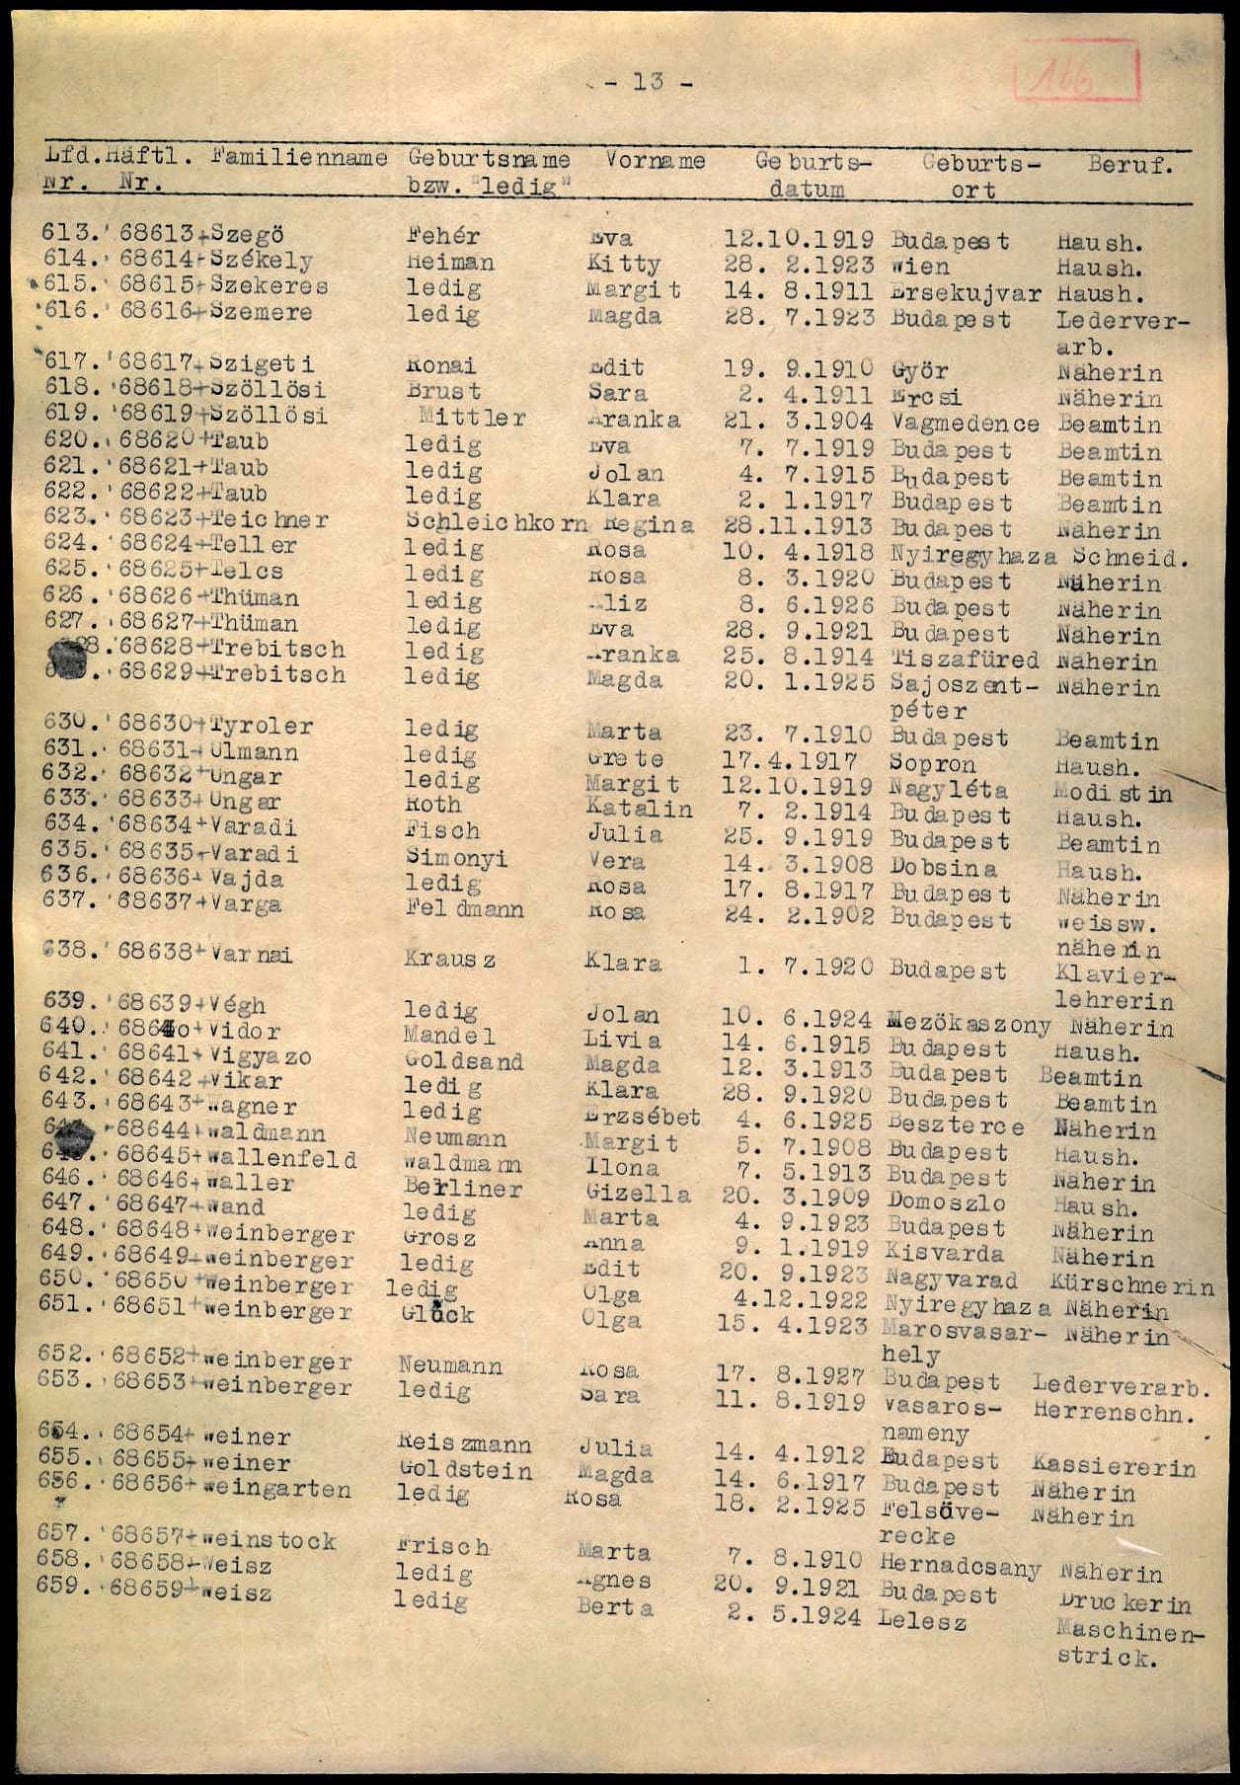 - 13 -
166
Lfd. Häftl. Familienname Geburtsname Vorname Geburts- Geburts- Beruf.
Nr. Nr. bzw. "ledig" datum ort
613. 68613 Szegö Fehér Eva 12.10.1919 Budapest Haush.
614. 68614 Székely Heiman Kitty 28. 2.1923 Wien Haush.
615. 68615 Szekeres ledig Margit 14. 8.1911 Ersekujvar Haush.
616. 68616 Szemere ledig Magda 28. 7.1923 Budapest Lederver-
arb.
617. 68617 Szigeti Ronai Edit 19. 9.1910 Györ Näherin
618. 68618 Szöllösi Brust Sara 2. 4.1911 Ercsi Näherin
619. 68619 Szöllösi Mittler Aranka 21. 3.1904 Vagmedence Beamtin
620. 68620 Taub ledig Eva 7. 7.1919 Budapest Beamtin
621. 68621 Taub ledig Jolan 4. 7.1915 Budapest Beamtin
622. 68622 Taub ledig Klara 2. 1.1917 Budapest Beamtin
623. 68623 Teichner Schleichkorn Regina 28.11.1913 Budapest Näherin
624. 68624 Teller ledig Rosa 10. 4.1918 Nyiregyhaza Schneid.
625. 68625 Telcs ledig Rosa 8. 3.1920 Budapest Näherin
626. 68626 Thüman ledig Aliz 8. 6.1926 Budapest Näherin
627. 68627 Thüman ledig Eva 28. 9.1921 Budapest Näherin
8. 68628 Trebitsch ledig Aranka 25. 8.1914 Tiszafüred Näherin
68629 Trebitsch ledig Magda 20. 1.1925 Sajoszent- Näherin
péter
630. 68630 Tyroler ledig Marta 23. 7.1910 Budapest Beamtin
631. 68631 Ulmann ledig Grete 17.4.1917 Sopron Haush.
632. 68632 Ungar ledig Margit 12.10.1919 Nagyléta Modistin
633. 68633 Ungar Roth Katalin 7. 2.1914 Budapest Haush.
634. 68634 Varadi Fisch Julia 25. 9.1919 Budapest Beamtin
635. 68635 Varadi Simonyi Vera 14. 3.1908 Dobsina Haush.
636. 68636 Vajda ledig Rosa 17. 8.1917 Budapest Näherin
637. 68637 Varga Feldmann Rosa 24. 2.1902 Budapest Weissw.
näherin
638. 68638 Varnai Krausz Klara 1. 7.1920 Budapest Klavier-
lehrerin
639. 68639 Végh ledig Jolan 10. 6.1924 Mezökaszony Näherin
640. 68640 Vidor Mandel Livia 14. 6.1915 Budapest Haush.
641. 68641 Vigyazo Goldsand Magda 12. 3.1913 Budapest Beamtin
642. 68642 Vikar ledig Klara 28. 9.1920 Budapest Beamtin
643. 68643 Wagner ledig Erzsébet 4. 6.1925 Beszterce Näherin
68644 Waldmann Neumann Margit 5. 7.1908 Budapest Haush.
68645 Wallenfeld Waldmann Ilona 7. 5.1913 Budapest Näherin
646. 68646 Waller Berliner Gizella 20. 3.1909 Domoszlo Haush.
647. 68647 Wand ledig Marta 4. 9.1923 Budapest Näherin
648. 68648 Weinberger Grosz Anna 9. 1.1919 Kisvarda Näherin
649. 68649 Weinberger ledig Edit 20. 9.1923 Nagyvarad Kürschnerin
650. 68650 Weinberger ledig Olga 4.12.1922 Nyiregyhaza Näherin
651. 68651 Weinberger Glück Olga 15. 4.1923 Marosvasar- Näherin
hely
652. 68652 Weinberger Neumann Rosa 17. 8.1927 Budapest Lederverarb.
653. 68653 Weinberger ledig Sara 11. 8.1919 Vasaros- Herrenschn.
nameny
654. 68654 Weiner Reiszmann Julia 14. 4.1912 Budapest Kassiererin
655. 68655 Weiner Goldstein Magda 14. 6.1917 Budapest Näherin
656. 68656 Weingarten ledig Rosa 18. 2.1925 Felsöve- Näherin
recke
657. 68657 Weinstock Frisch Marta 7. 8.1910 Hernadcsany Näherin
658. 68658 Weisz ledig Agnes 20. 9.1921 Budapest Druckerin
659. 68659 Weisz ledig Berta 2. 5.1924 Lelesz Maschinen-
strick.